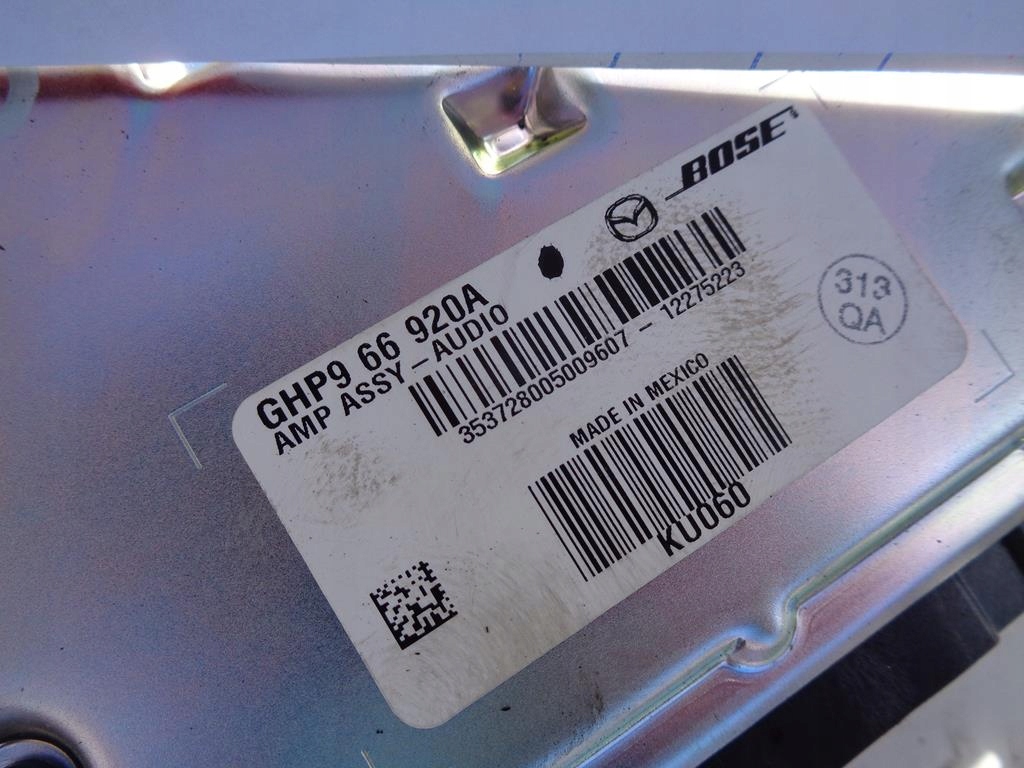 BOSE
GHP9 66 920A
AMP ASSY-AUDIO
353728005009607 - 12275223
313
QA
MADE IN MEXICO
KU060